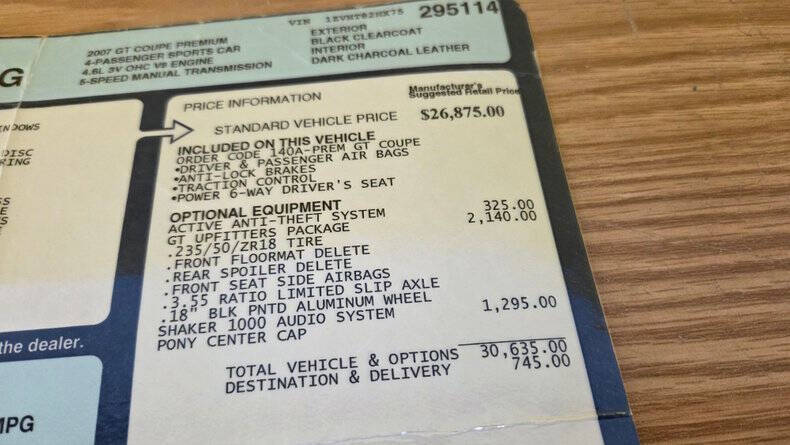 VIN 1ZVHT82HX75 295114
2007 GT COUPE PREMIUM
4-PASSENGER SPORTS CAR
4.6L 3V OHC V8 ENGINE
5-SPEED MANUAL TRANSMISSION
EXTERIOR
BLACK CLEARCOAT
INTERIOR
DARK CHARCOAL LEATHER
G
NDOWS
DISC
RING
the dealer.
MPG
PRICE INFORMATION
Manufacturer's
Suggested Retail Price
STANDARD VEHICLE PRICE $26,875.00
INCLUDED ON THIS VEHICLE
ORDER CODE 140A-PREM GT COUPE
•DRIVER & PASSENGER AIR BAGS
•ANTI-LOCK BRAKES
•TRACTION CONTROL
•POWER 6-WAY DRIVER'S SEAT
OPTIONAL EQUIPMENT
ACTIVE ANTI-THEFT SYSTEM 325.00
GT UPFITTERS PACKAGE 2,140.00
.235/50/ZR18 TIRE
.FRONT FLOORMAT DELETE
.REAR SPOILER DELETE
.FRONT SEAT SIDE AIRBAGS
.3.55 RATIO LIMITED SLIP AXLE
.18" BLK PNTD ALUMINUM WHEEL
SHAKER 1000 AUDIO SYSTEM 1,295.00
PONY CENTER CAP
TOTAL VEHICLE & OPTIONS 30,635.00
DESTINATION & DELIVERY 745.00